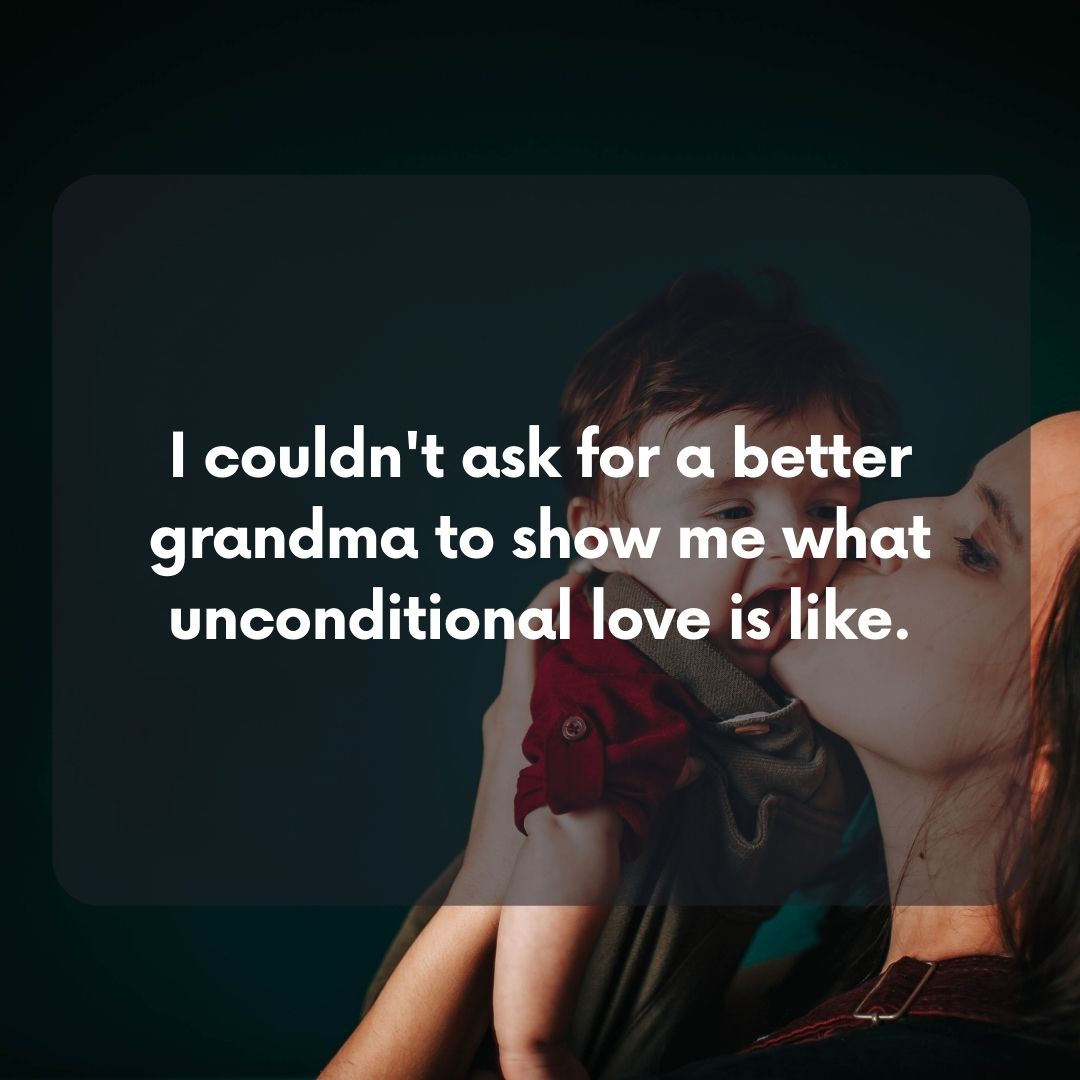 I couldn't ask for a better
grandma to show me what
unconditional love is like.